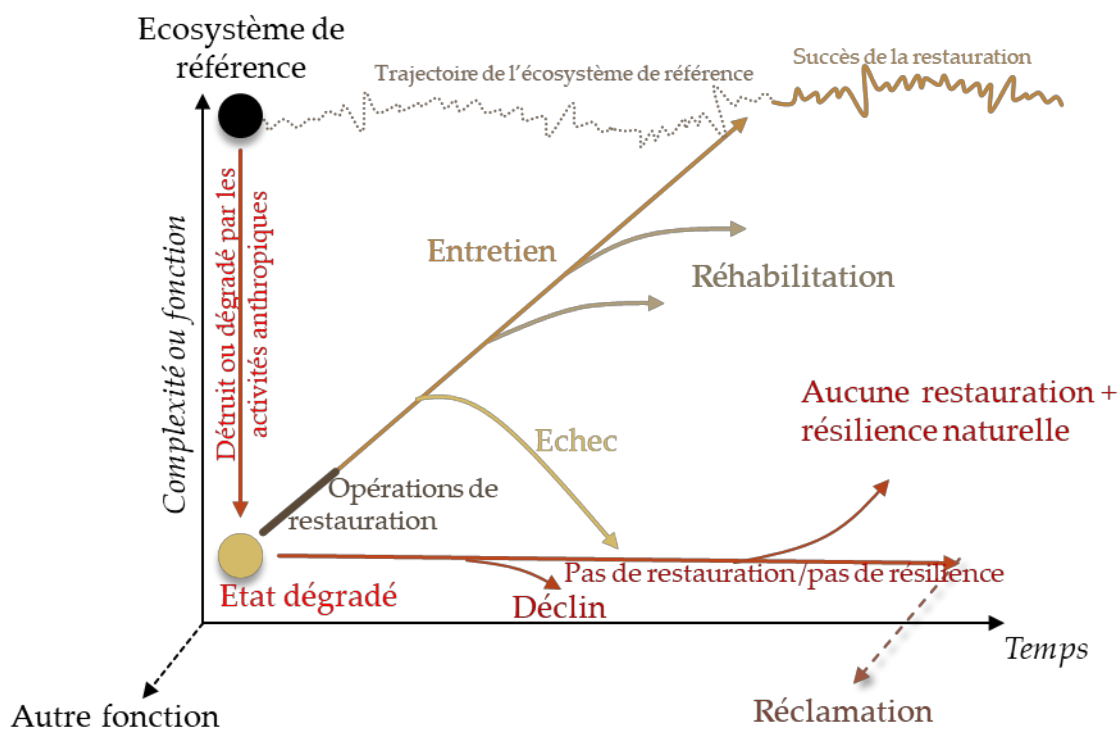 Ecosystème de
référence
Trajectoire de l'écosystème de référence
Succès de la restauration
Complexité ou fonction
Détruit ou dégradé par les
activités anthropiques
Entretien
Réhabilitation
Aucune restauration +
résilience naturelle
Echec
Opérations de
restauration
Pas de restauration/pas de résilience
Etat dégradé
Déclin
Temps
Autre fonction
Réclamation